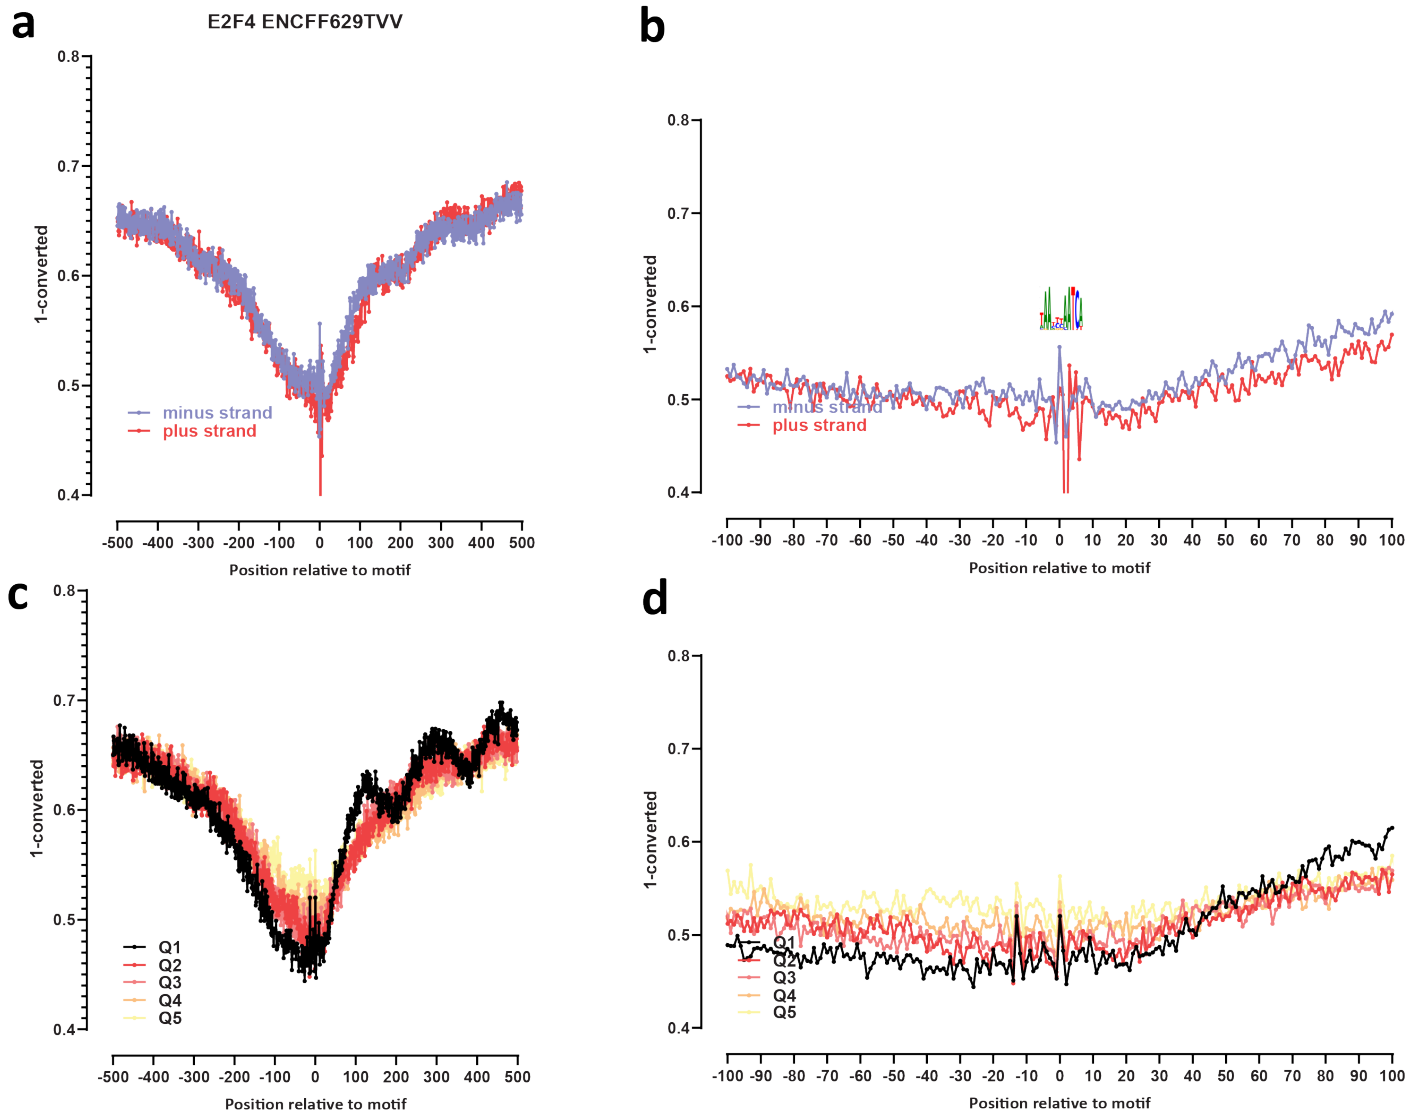 a
E2F4 ENCFF629TVV
0.8
0.7
0.6
0.5
0.4
1-converted
minus strand
plus strand
-500 -400 -300 -200 -100 0 100 200 300 400 500
Position relative to motif
b
0.8
0.7
0.6
0.5
0.4
1-converted
minus strand
plus strand
-100 -90 -80 -70 -60 -50 -40 -30 -20 -10 0 10 20 30 40 50 60 70 80 90 100
Position relative to motif
c
0.8
0.7
0.6
0.5
0.4
1-converted
Q1
Q2
Q3
Q4
Q5
-500 -400 -300 -200 -100 0 100 200 300 400 500
Position relative to motif
d
0.8
0.7
0.6
0.5
0.4
1-converted
Q1
Q2
Q3
Q4
Q5
-100 -90 -80 -70 -60 -50 -40 -30 -20 -10 0 10 20 30 40 50 60 70 80 90 100
Position relative to motif